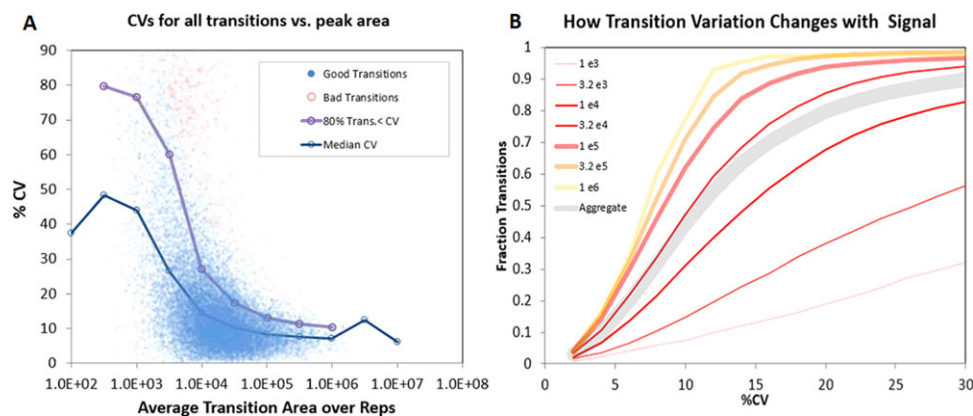 A
CVs for all transitions vs. peak area
90
80
70
60
50
40
30
20
10
0
% CV
Good Transitions
Bad Transitions
80% Trans.< CV
Median CV
1.0E+02 1.0E+03 1.0E+04 1.0E+05 1.0E+06 1.0E+07 1.0E+08
Average Transition Area over Reps
B
How Transition Variation Changes with Signal
1
0.9
0.8
0.7
0.6
0.5
0.4
0.3
0.2
0.1
0
Fraction Transitions
1 e3
3.2 e3
1 e4
3.2 e4
1 e5
3.2 e5
1 e6
Aggregate
0 5 10 15 20 25 30
%CV